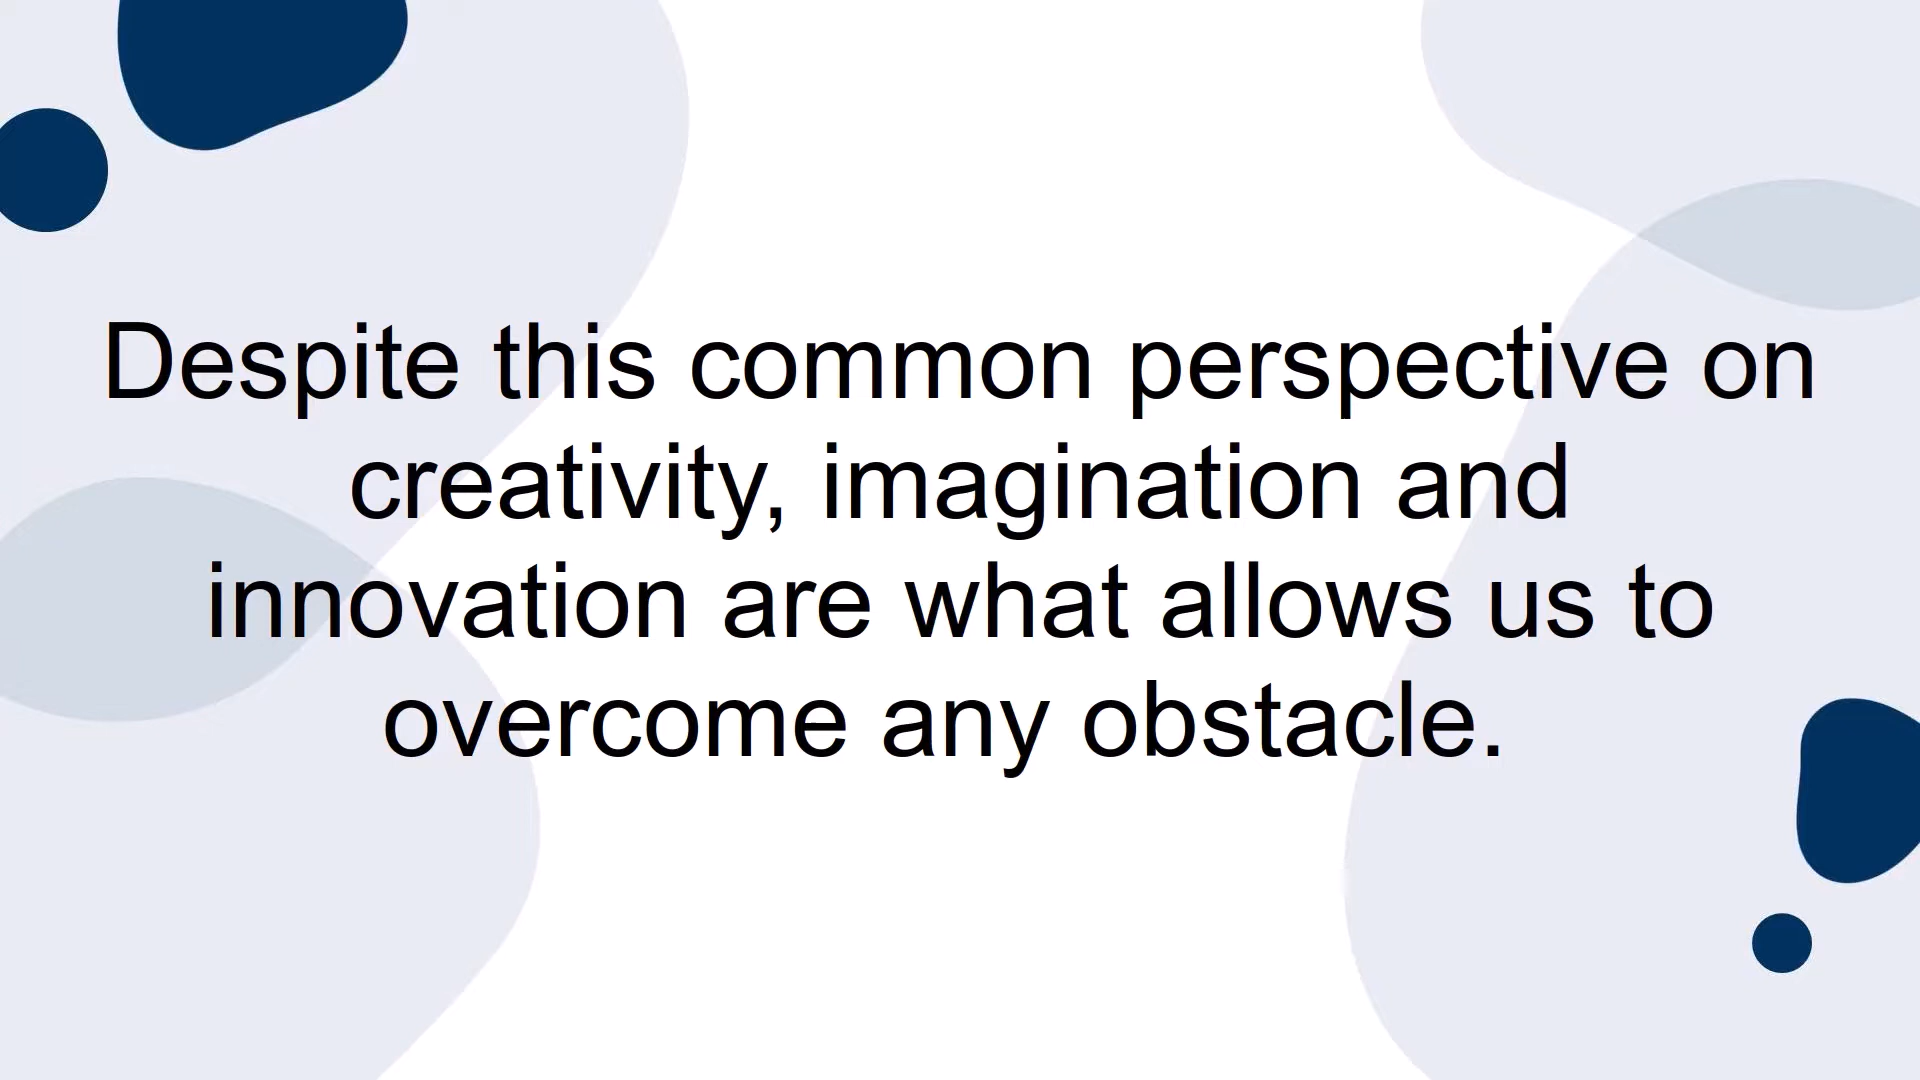 Despite this common perspective on
creativity, imagination and
innovation are what allows us to
overcome any obstacle.